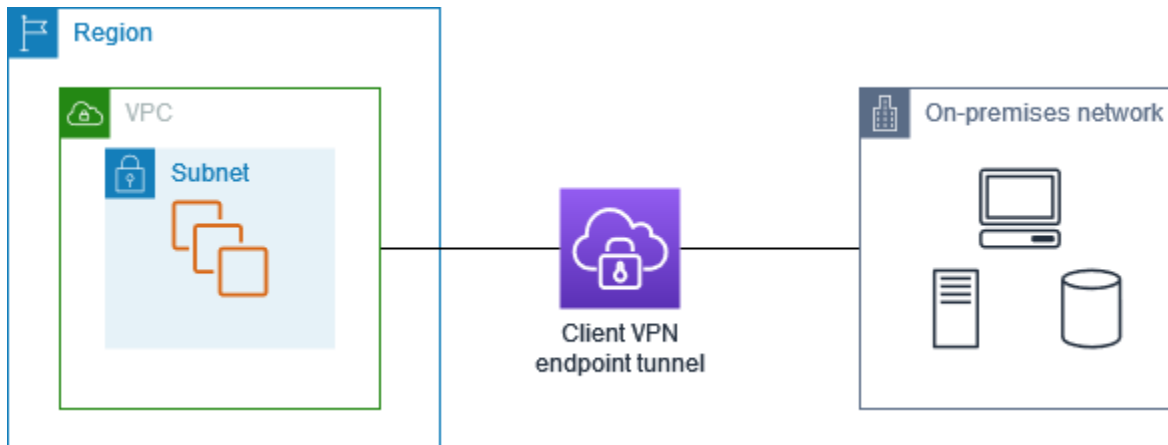 Region
VPC
Subnet
Client VPN
endpoint tunnel
On-premises network